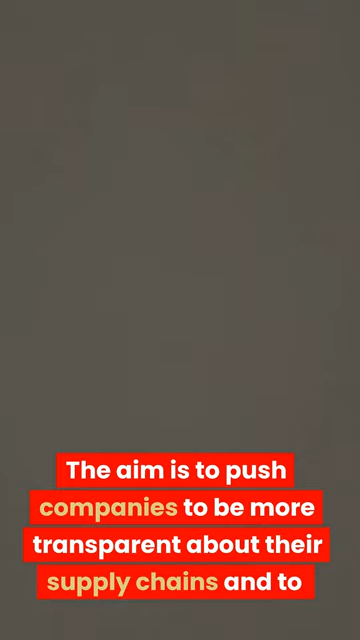 The aim is to push
companies to be more
transparent about their
supply chains and to